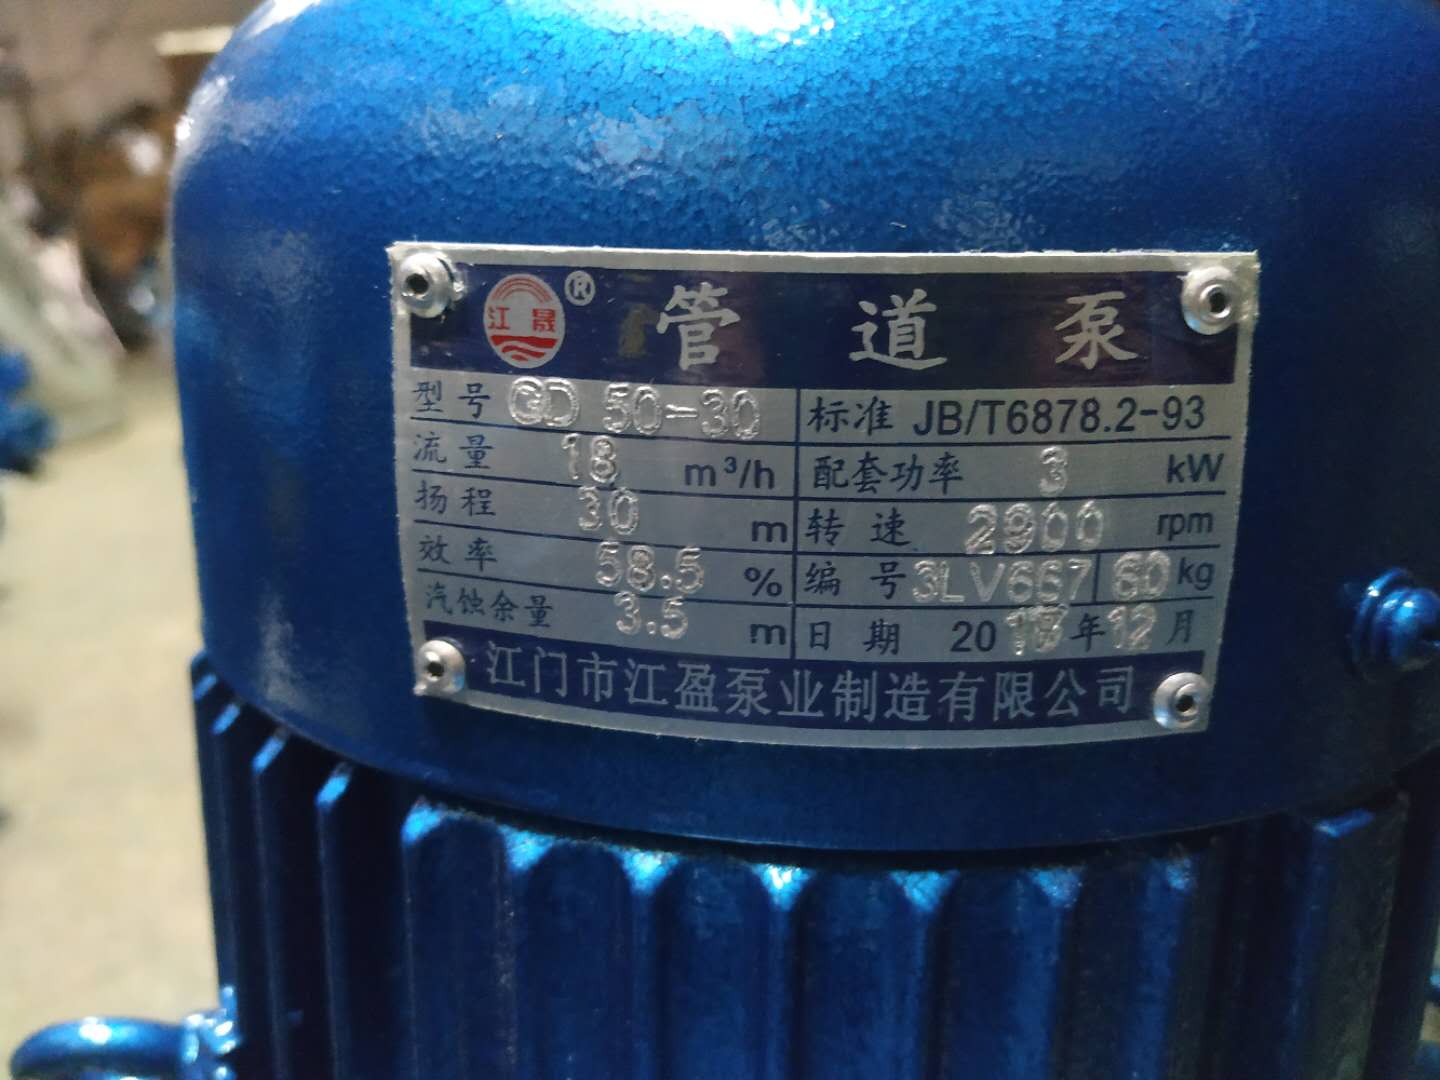 江晟 ® 管道泵
型号 GD 50-30 标准 JB/T6878.2-93
流量 18 m³/h 配套功率 3 kW
扬程 30 m 转速 2900 rpm
效率 58.5 % 编号 3LV667 60 kg
汽蚀余量 3.5 m 日期 20 年 12 月
江门市江盈泵业制造有限公司